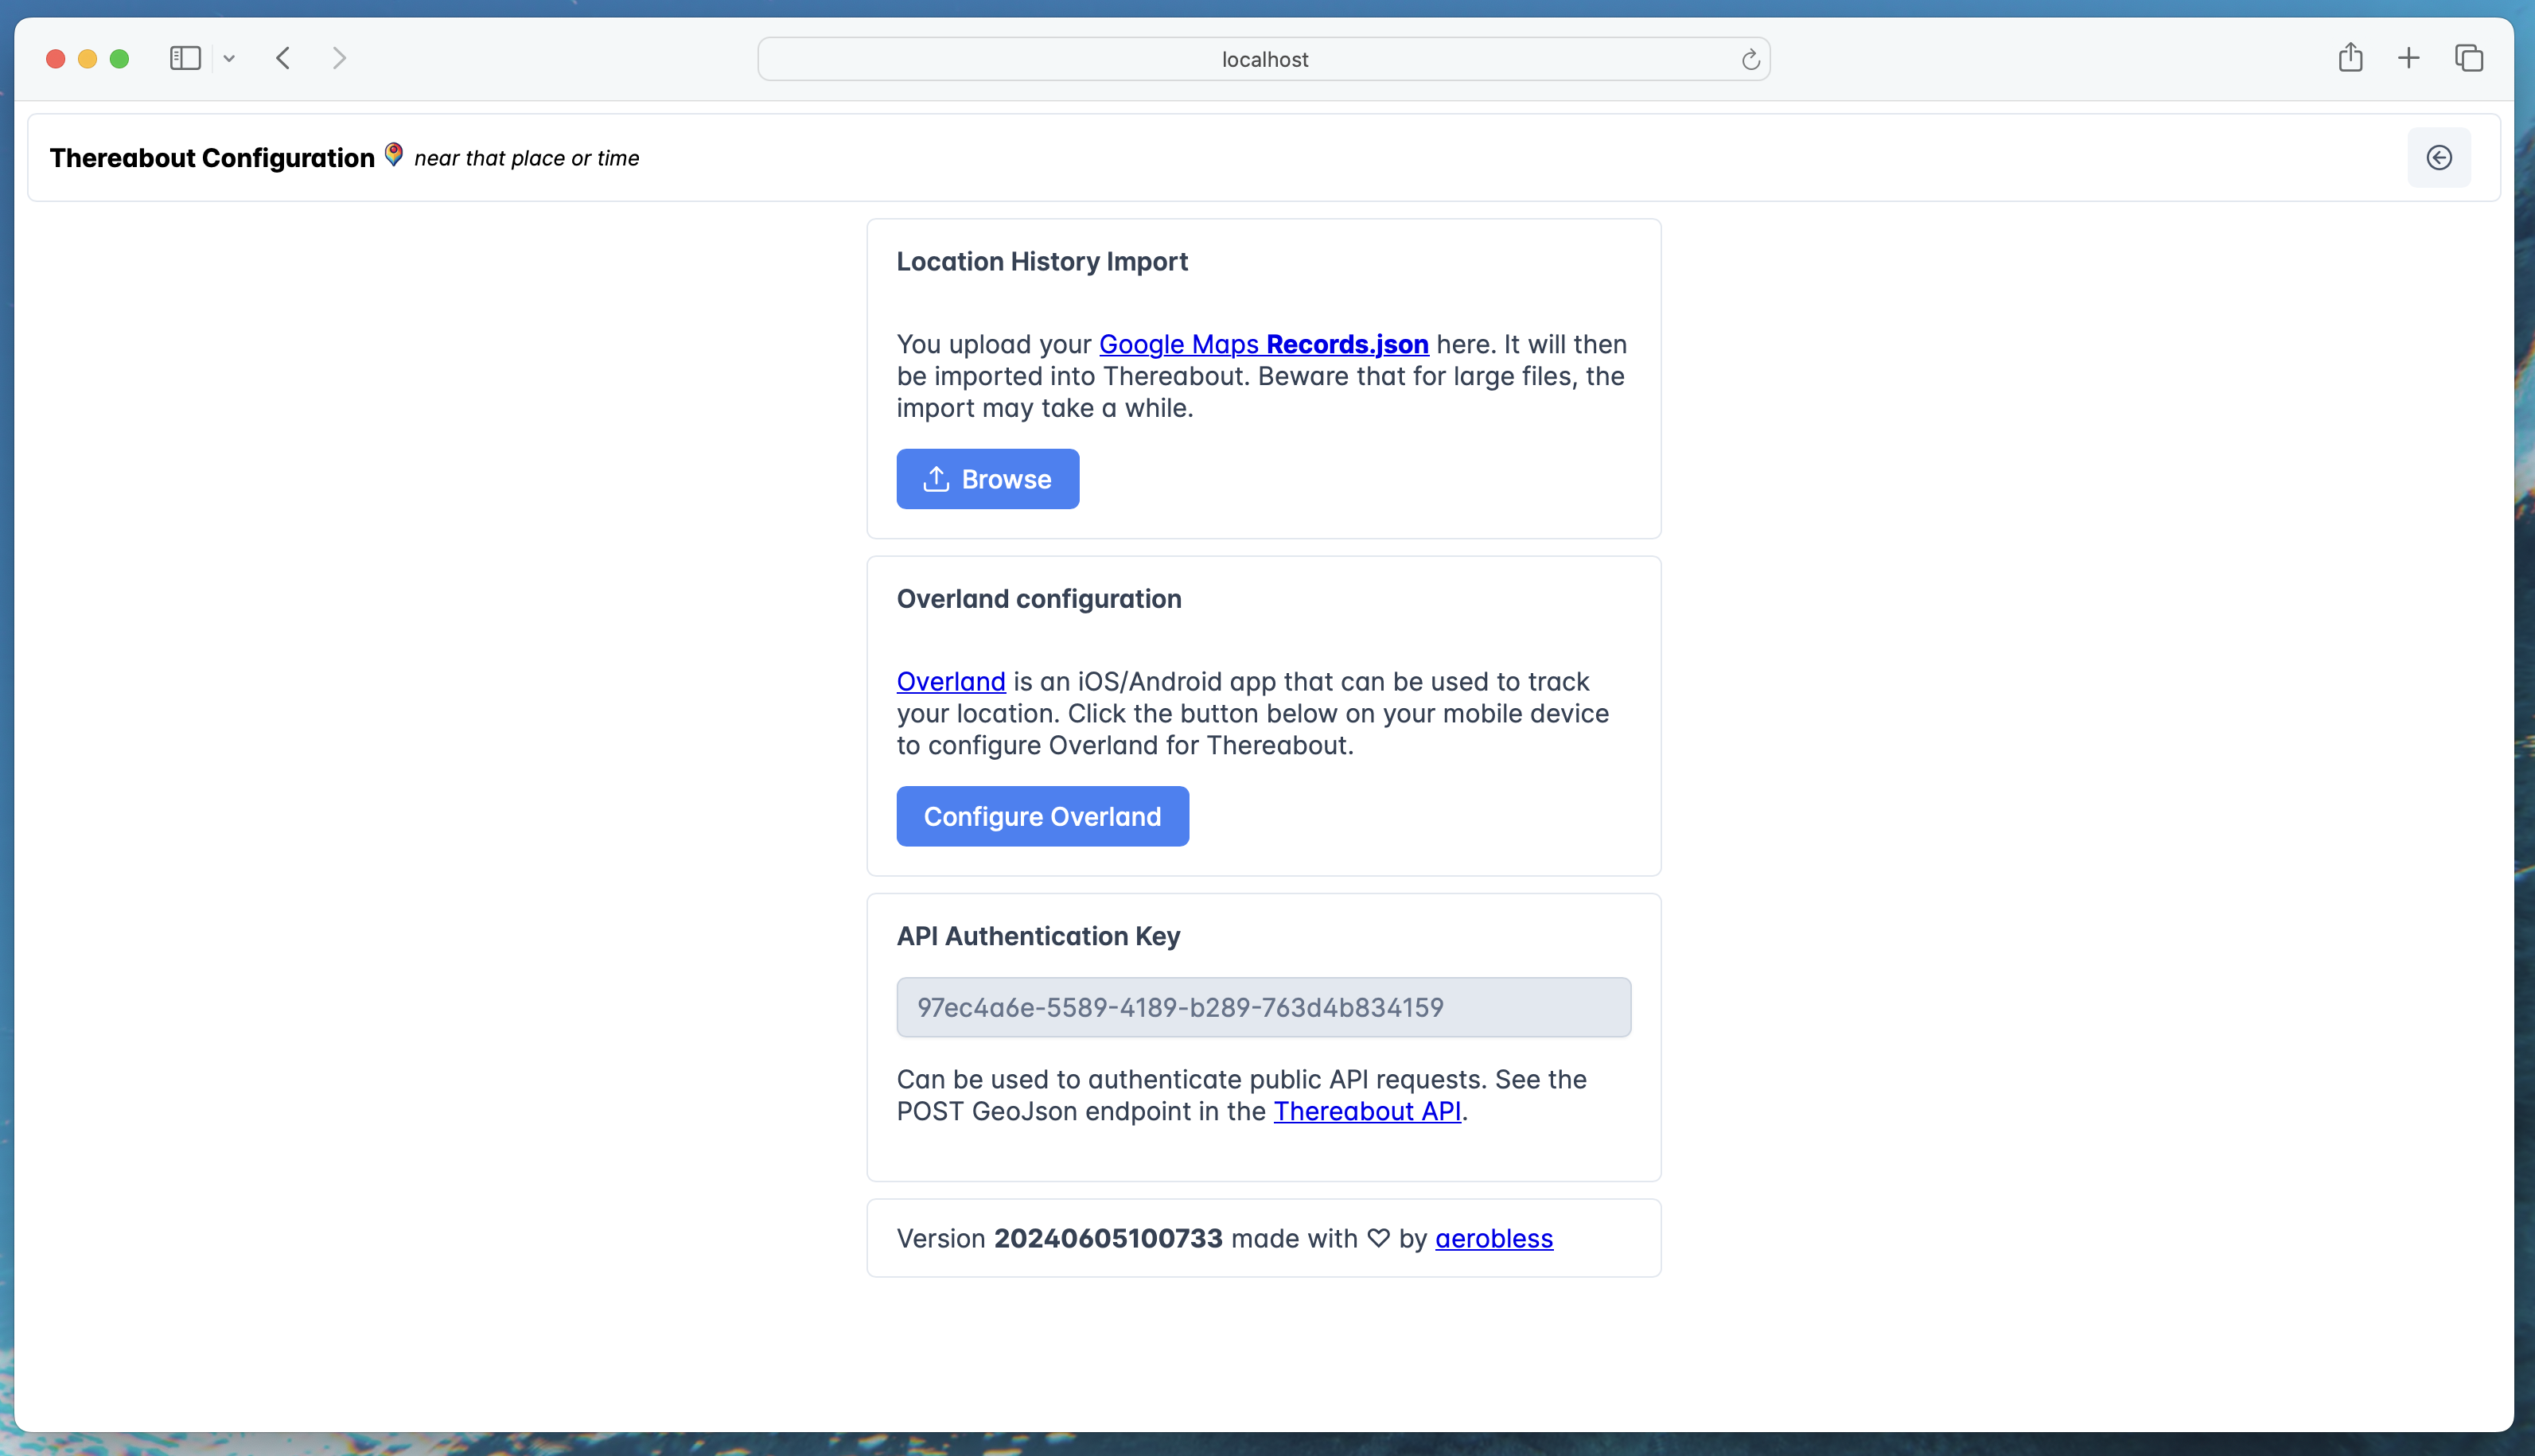 localhost
Thereabout Configuration near that place or time
Location History Import
You upload your Google Maps Records.json here. It will then
be imported into Thereabout. Beware that for large files, the
import may take a while.
Browse
Overland configuration
Overland is an iOS/Android app that can be used to track
your location. Click the button below on your mobile device
to configure Overland for Thereabout.
Configure Overland
API Authentication Key
97ec4a6e-5589-4189-b289-763d4b834159
Can be used to authenticate public API requests. See the
POST GeoJson endpoint in the Thereabout API.
Version 20240605100733 made with ♡ by aerobless